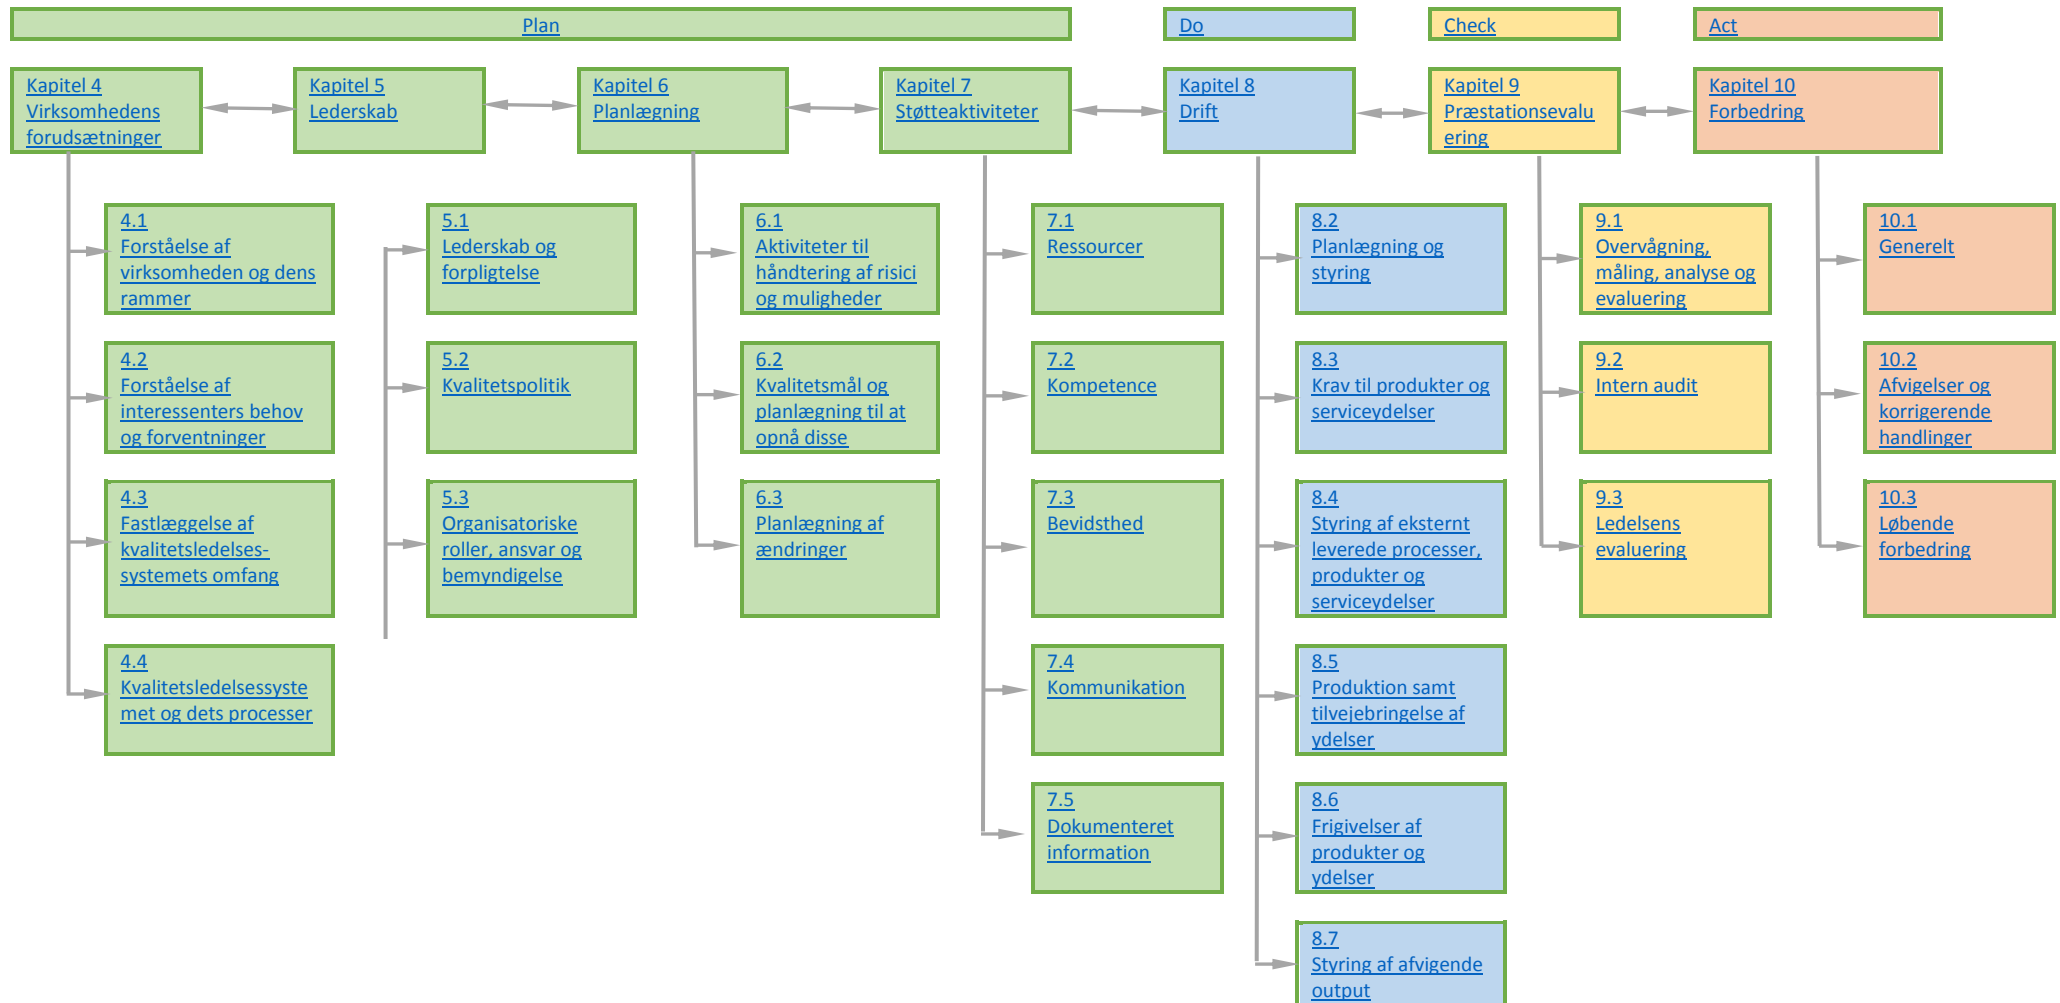 Plan
Do
Check
Act
Kapitel 4
Virksomhedens
forudsætninger
Kapitel 5
Lederskab
Kapitel 6
Planlægning
Kapitel 7
Støtteaktiviteter
Kapitel 8
Drift
Kapitel 9
Præstationsevalu
ering
Kapitel 10
Forbedring
4.1
Forståelse af
virksomheden og dens
rammer
4.2
Forståelse af
interessenters behov
og forventninger
4.3
Fastlæggelse af
kvalitetsledelses-
systemets omfang
4.4
Kvalitetsledelsessyste
met og dets processer
5.1
Lederskab og
forpligtelse
5.2
Kvalitetspolitik
5.3
Organisatoriske
roller, ansvar og
bemyndigelse
6.1
Aktiviteter til
håndtering af risici
og muligheder
6.2
Kvalitetsmål og
planlægning til at
opnå disse
6.3
Planlægning af
ændringer
7.1
Ressourcer
7.2
Kompetence
7.3
Bevidsthed
7.4
Kommunikation
7.5
Dokumenteret
information
8.2
Planlægning og
styring
8.3
Krav til produkter og
serviceydelser
8.4
Styring af eksternt
leverede processer,
produkter og
serviceydelser
8.5
Produktion samt
tilvejebringelse af
ydelser
8.6
Frigivelser af
produkter og
ydelser
8.7
Styring af afvigende
output
9.1
Overvågning,
måling, analyse og
evaluering
9.2
Intern audit
9.3
Ledelsens
evaluering
10.1
Generelt
10.2
Afvigelser og
korrigerende
handlinger
10.3
Løbende
forbedring